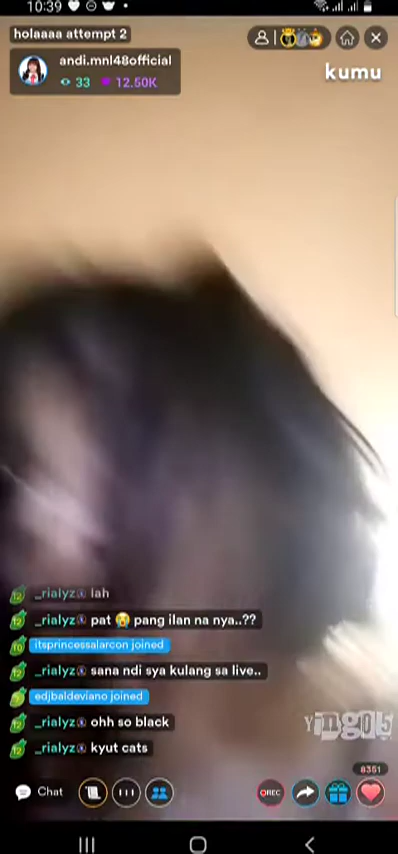 10:39
holaaaa attempt 2
andi.mnl48official
33 12.50K
kumu
_rialyz lah
_rialyz pat 😭 pang ilan na nya..??
itsprincessalarcon joined
_rialyz sana ndi sya kulang sa live..
edjbaldeviano joined
_rialyz ohh so black
Yingo5
_rialyz kyut cats
8351
Chat
REC